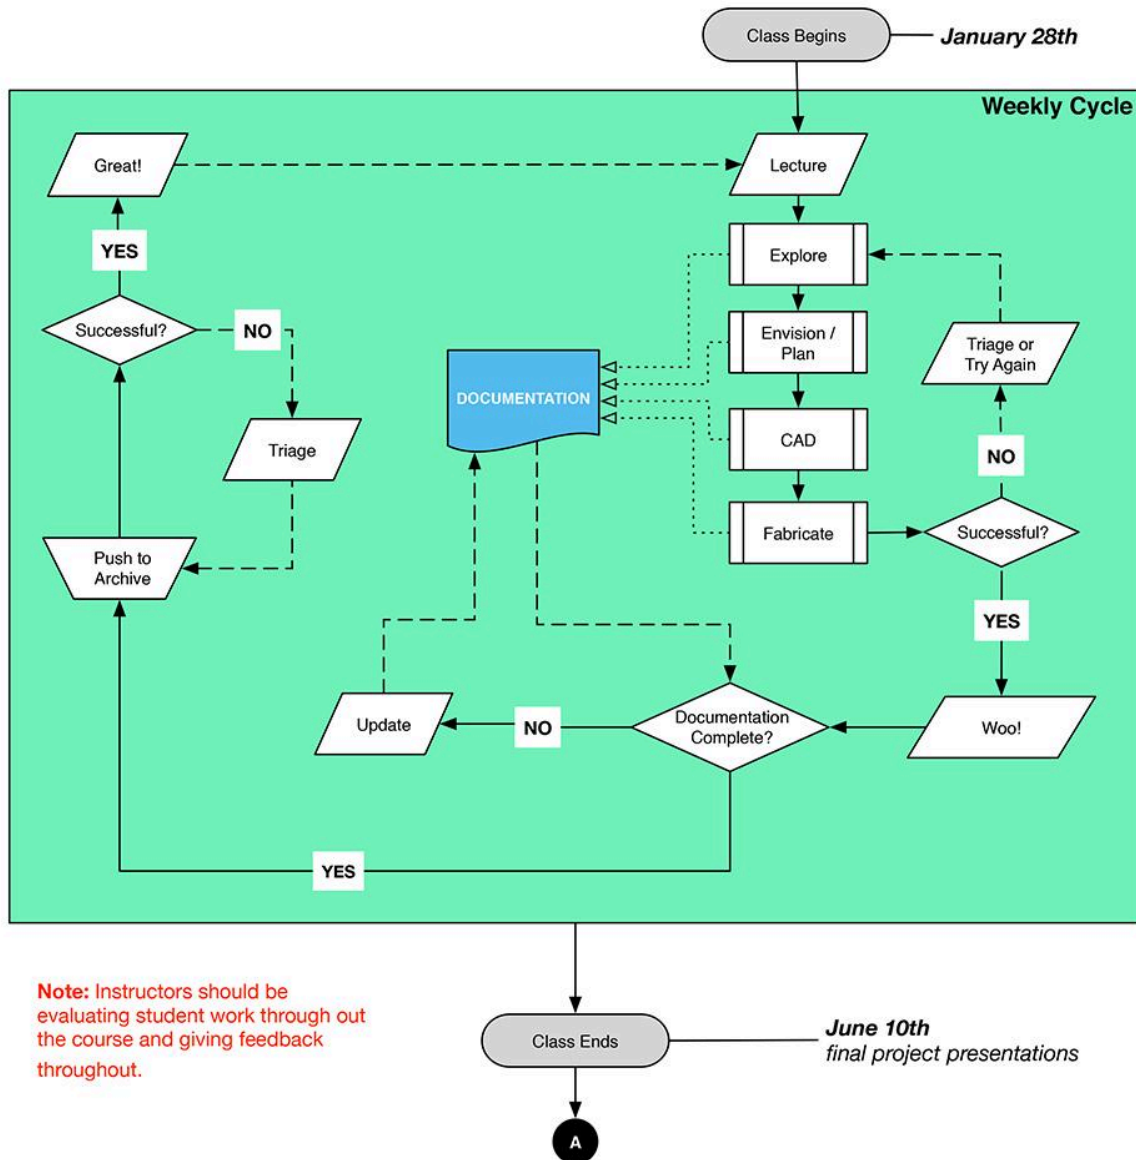 Class Begins
January 28th
Weekly Cycle
Great!
Lecture
YES
Explore
Successful?
NO
Envision /
Plan
Triage or
Try Again
DOCUMENTATION
Triage
CAD
NO
Push to
Archive
Fabricate
Successful?
YES
Update
NO
Documentation
Complete?
Woo!
YES
Note: Instructors should be
evaluating student work through out
the course and giving feedback
throughout.
Class Ends
June 10th
final project presentations
A